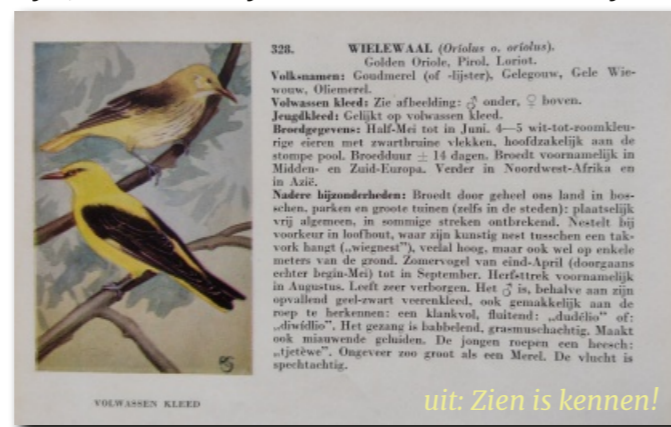 328. WIELEWAAL (Oríolus o. oríolus).
Golden Oriole, Pirol, Loriot.
Volksnamen: Goudmerel (of -lijster), Gelegouw, Gele Wie-
wouw, Oliemerel.
Volwassen kleed: Zie afbeelding: ♂ onder, ♀ boven.
Jeugdkleed: Gelijkt op volwassen kleed.
Broedgegevens: Half-Mei tot in Juni. 4—5 wit-tot-roomkleu-
rige eieren met zwartbruine vlekken, hoofdzakelijk aan de
stompe pool. Broedduur ± 14 dagen. Broedt voornamelijk in
Midden- en Zuid-Europa. Verder in Noordwest-Afrika en
in Azië.
Nadere bijzonderheden: Broedt door geheel ons land in bos-
schen, parken en groote tuinen (zelfs in de steden): plaatselijk
vrij algemeen, in sommige streken ontbrekend. Nestelt bij
voorkeur in loofhout, waar zijn kunstig nest tusschen een tak-
vork hangt („wiegnest”), veelal hoog, maar ook wel op enkele
meters van de grond. Zomervogel van eind-April (doorgaans
echter begin-Mei) tot in September. Herfsttrek voornamelijk
in Augustus. Leeft zeer verborgen. Het ♂ is, behalve aan zijn
opvallend geel-zwart veerenkleed, ook gemakkelijk aan de
roep te herkennen: een klankvol, fluitend: „dudélio” of:
„diwídlio”. Het gezang is babbelend, grasmuschachtig. Maakt
ook miauwende geluiden. De jongen roepen een heesch:
„tjetèwe”. Ongeveer zoo groot als een Merel. De vlucht is
spechtachtig.
VOLWASSEN KLEED
uit: Zien is kennen!